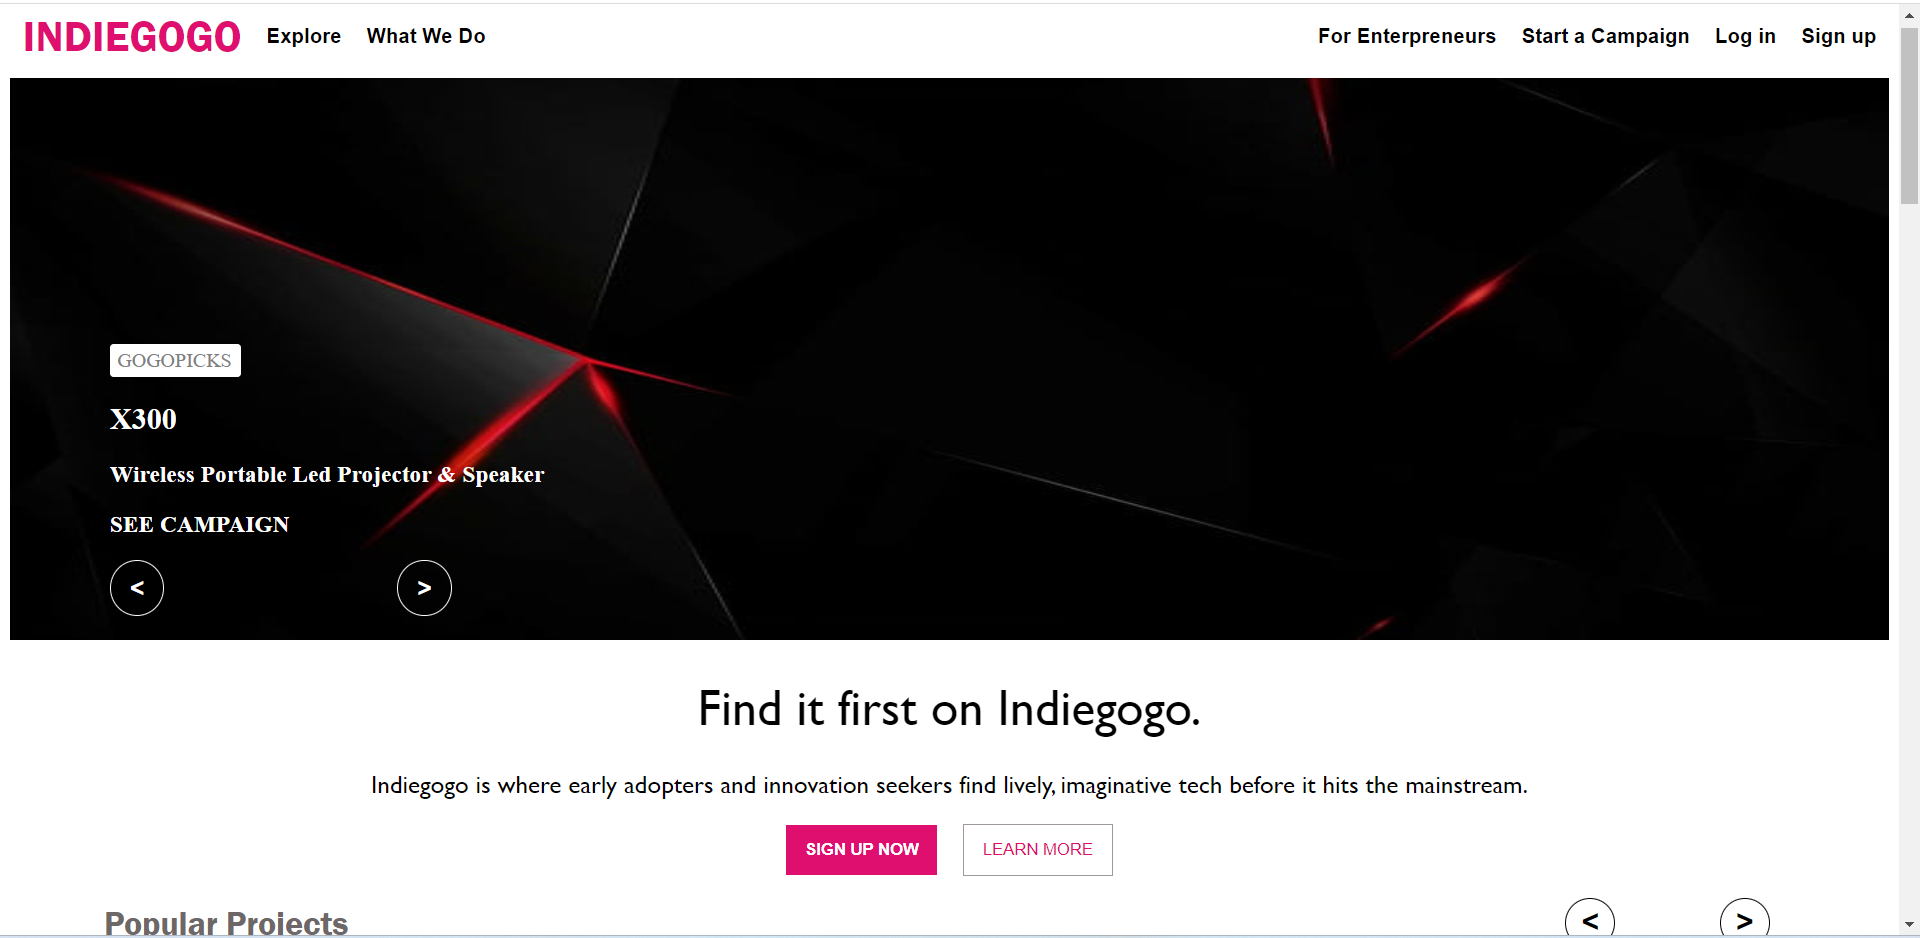 INDIEGOGO Explore What We Do For Enterpreneurs Start a Campaign Log in Sign up
GOGOPICKS
X300
Wireless Portable Led Projector & Speaker
SEE CAMPAIGN
< >
Find it first on Indiegogo.
Indiegogo is where early adopters and innovation seekers find lively, imaginative tech before it hits the mainstream.
SIGN UP NOW LEARN MORE
Popular Projects < >